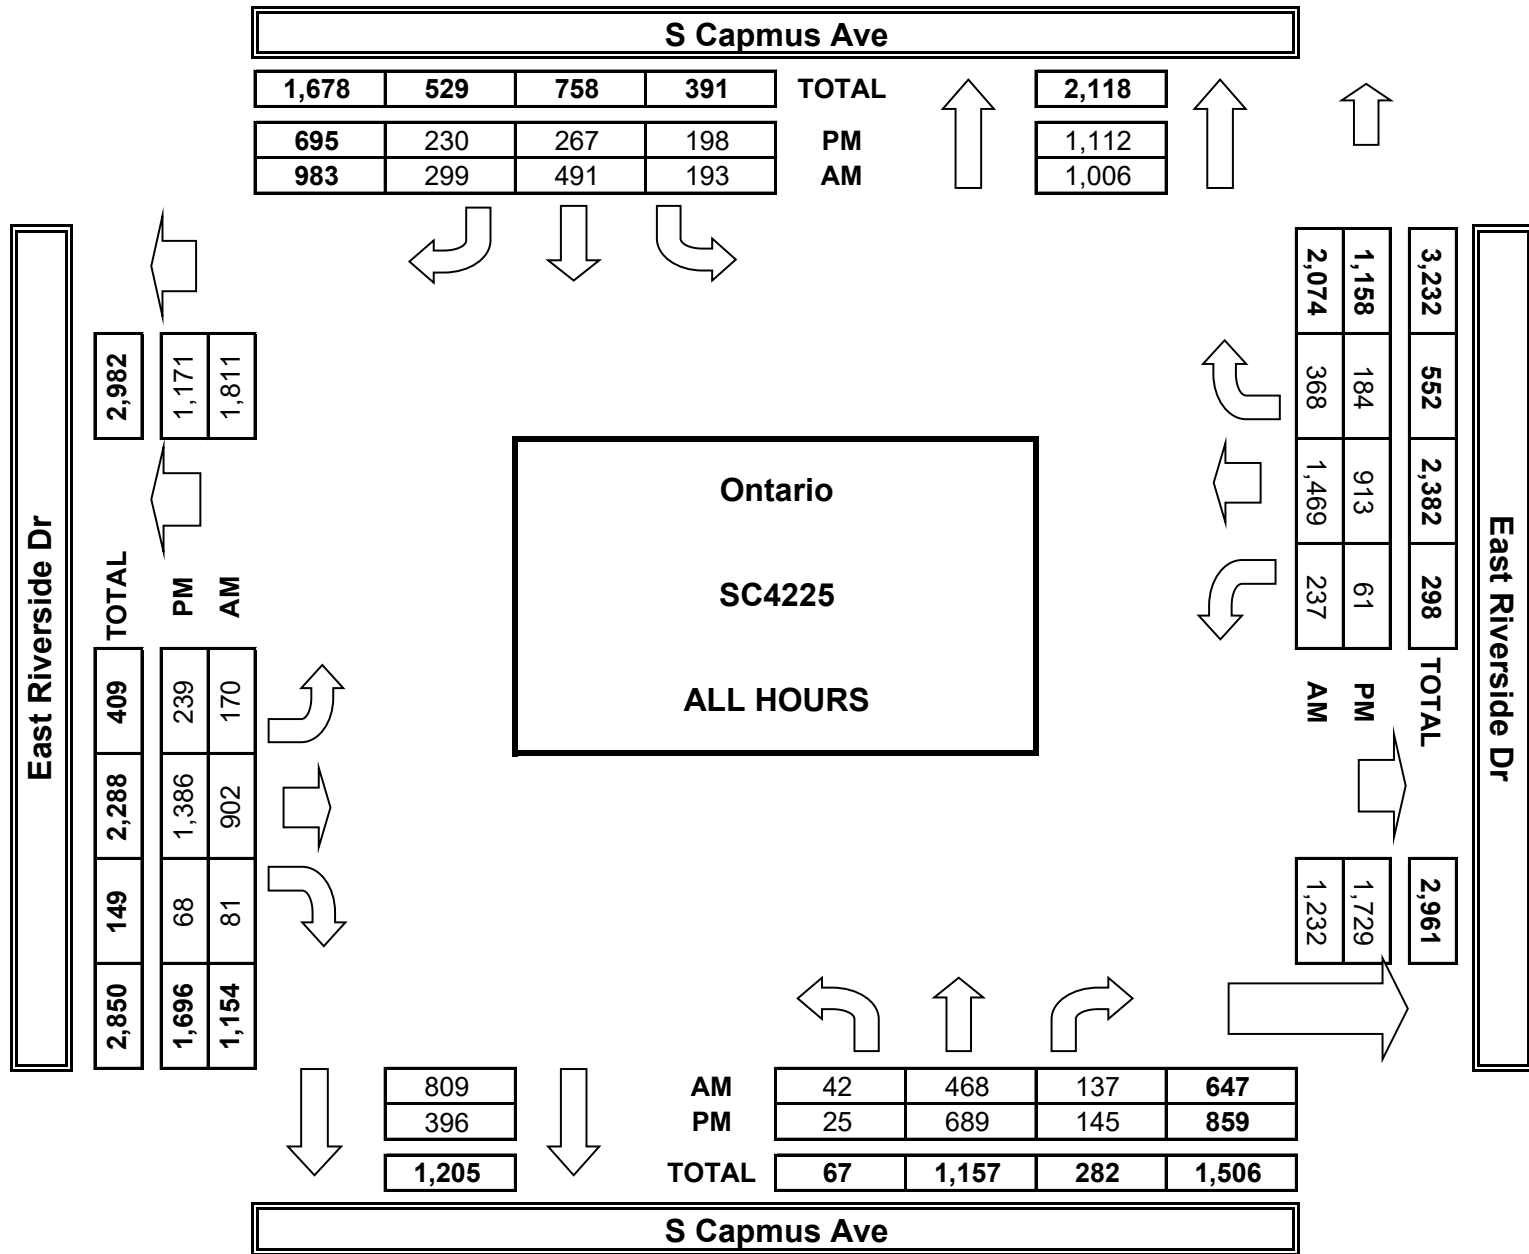 S Capmus Ave
1,678 529 758 391 TOTAL 2,118
695 230 267 198 PM 1,112
983 299 491 193 AM 1,006
East Riverside Dr
2,982 1,171 1,811
TOTAL PM AM
409 239 170
2,288 1,386 902
149 68 81
2,850 1,696 1,154
Ontario
SC4225
ALL HOURS
2,074 1,158 3,232
368 184 552
1,469 913 2,382
237 61 298
AM PM TOTAL
1,232 1,729 2,961
East Riverside Dr
809 AM 42 468 137 647
396 PM 25 689 145 859
1,205 TOTAL 67 1,157 282 1,506
S Capmus Ave